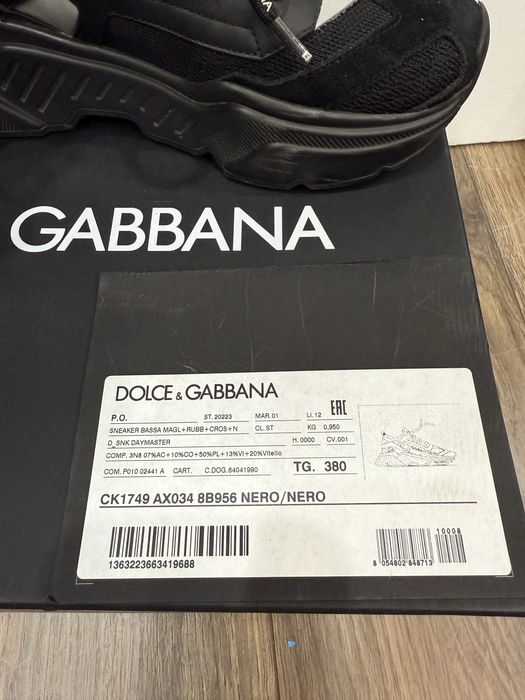 GABBANA
DOLCE & GABBANA
P.O. ST. 20223 MAR. 01 LI. 12 EAC
SNEAKER BASSA MAGL+RUBB+CROS+N CL. ST KG 0,950
D_SNK DAYMASTER H. 0000 CV. 001
COMP. 3N8 07%AC+10%CO+50%PL+13%VI+20%Vitello
COM. P010 02441 A CART. C.DOG. 64041990 TG. 380
CK1749 AX034 8B956 NERO/NERO
10008
1363223663419688
8 054802 848713